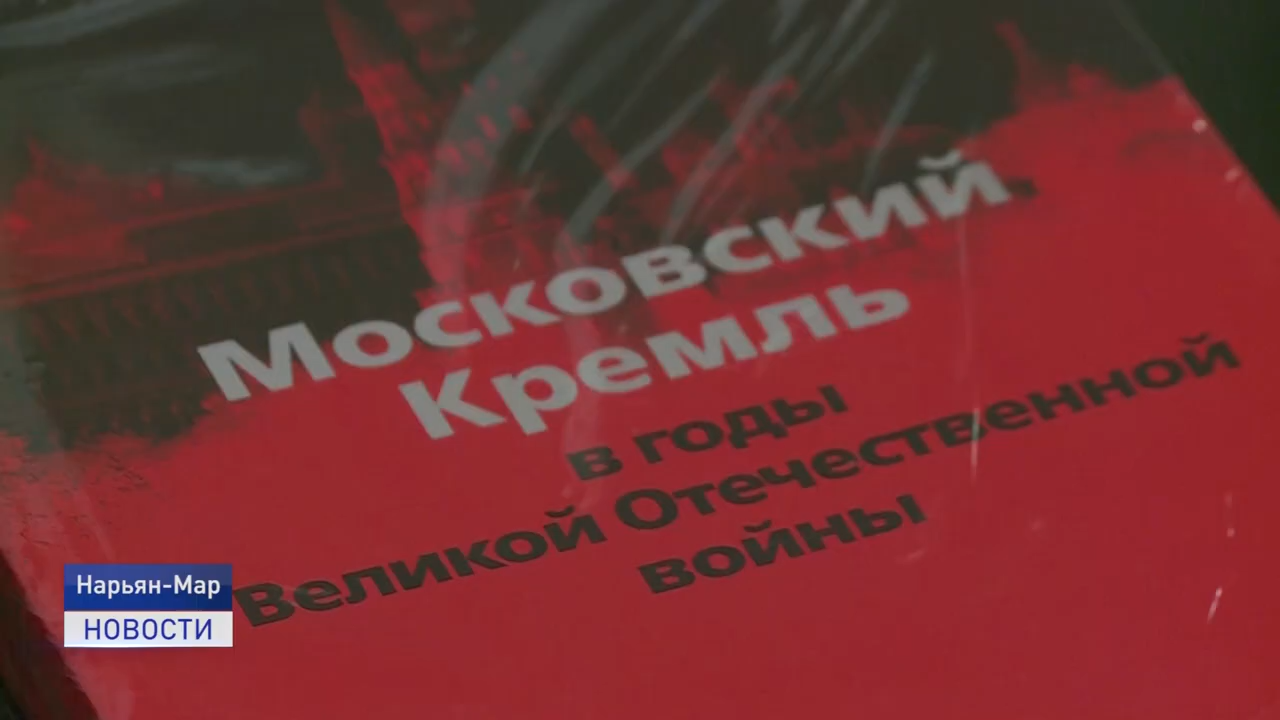 Московский
Кремль
в годы
Великой Отечественной
войны
Нарьян-Мар
НОВОСТИ